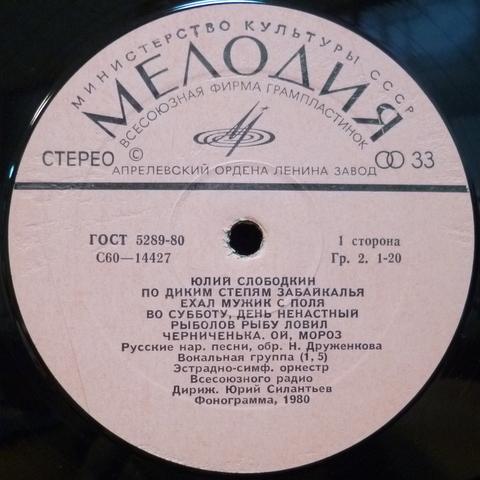 МИНИСТЕРСТВО КУЛЬТУРЫ СССР
МЕЛОДИЯ
ВСЕСОЮЗНАЯ ФИРМА ГРАМПЛАСТИНОК
СТЕРЕО © 33
АПРЕЛЕВСКИЙ ОРДЕНА ЛЕНИНА ЗАВОД
ГОСТ 5289-80
С60—14427
I сторона
Гр. 2. 1-20
ЮЛИЙ СЛОБОДКИН
ПО ДИКИМ СТЕПЯМ ЗАБАЙКАЛЬЯ
ЕХАЛ МУЖИК С ПОЛЯ
ВО СУББОТУ, ДЕНЬ НЕНАСТНЫЙ
РЫБОЛОВ РЫБУ ЛОВИЛ
ЧЕРНИЧЕНЬКА. ОЙ, МОРОЗ
Русские нар. песни, обр. Н. Друженкова
Вокальная группа (1, 5)
Эстрадно-симф. оркестр
Всесоюзного радио
Дириж. Юрий Силантьев
Фонограмма, 1980